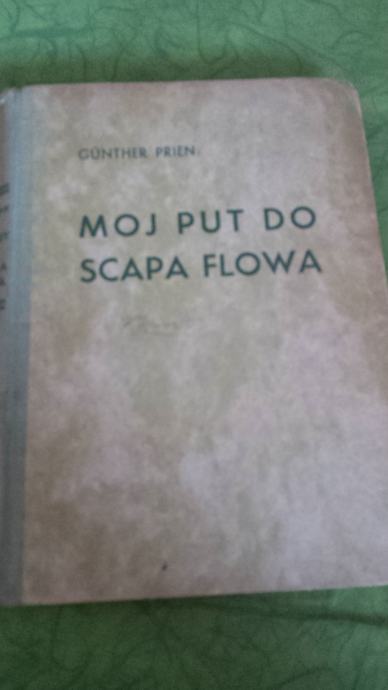 GÜNTHER PRIEN
MOJ PUT DO
SCAPA FLOWA